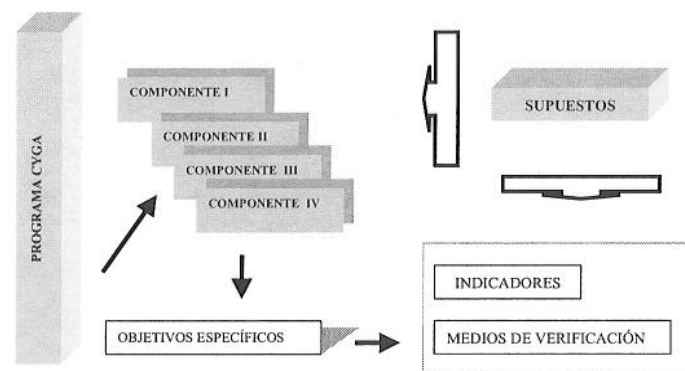 PROGRAMA CYGA
COMPONENTE I
COMPONENTE II
COMPONENTE III
COMPONENTE IV
SUPUESTOS
OBJETIVOS ESPECÍFICOS
INDICADORES
MEDIOS DE VERIFICACIÓN